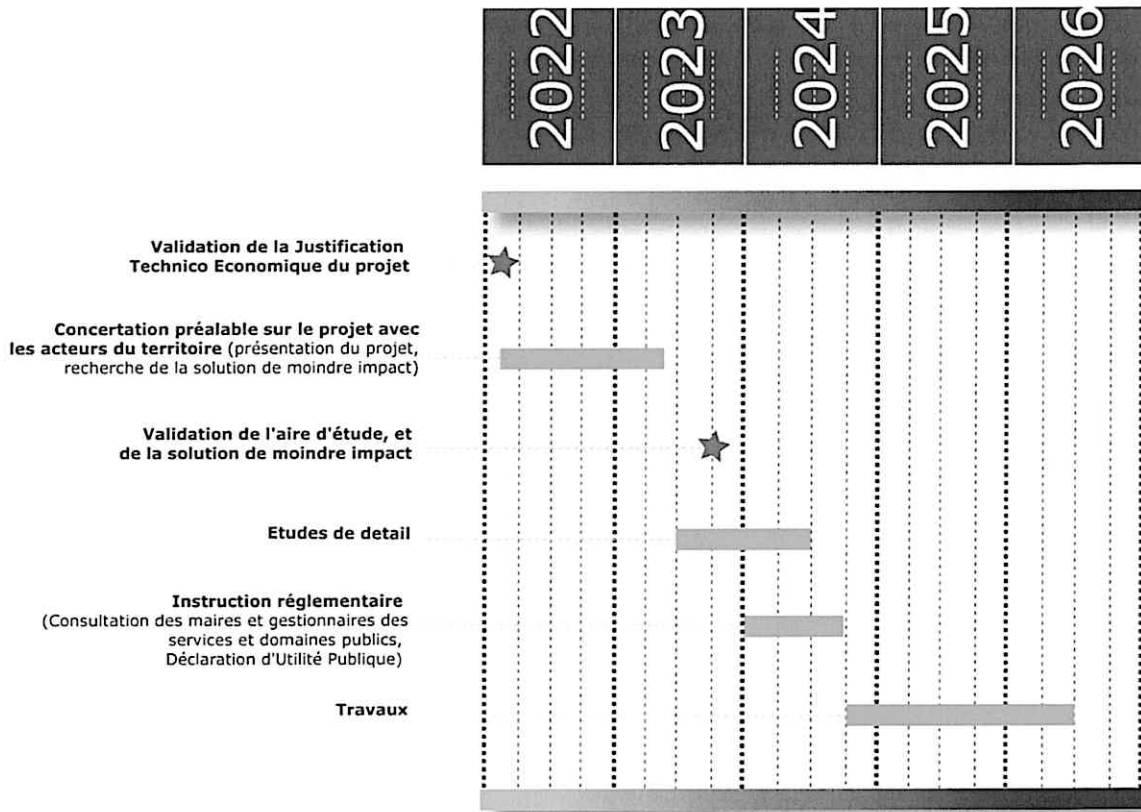 2022
2023
2024
2025
2026
Validation de la Justification
Technico Economique du projet
Concertation préalable sur le projet avec
les acteurs du territoire (présentation du projet,
recherche de la solution de moindre impact)
Validation de l'aire d'étude, et
de la solution de moindre impact
Etudes de detail
Instruction réglementaire
(Consultation des maires et gestionnaires des
services et domaines publics,
Déclaration d'Utilité Publique)
Travaux